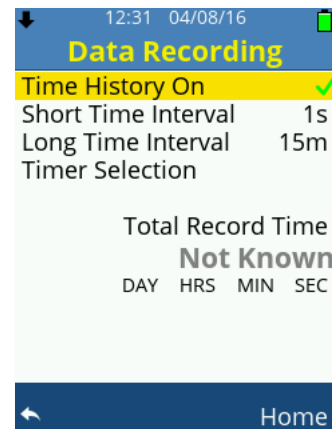 12:31 04/08/16
Data Recording
Time History On
Short Time Interval 1s
Long Time Interval 15m
Timer Selection
Total Record Time
Not Known
DAY HRS MIN SEC
Home